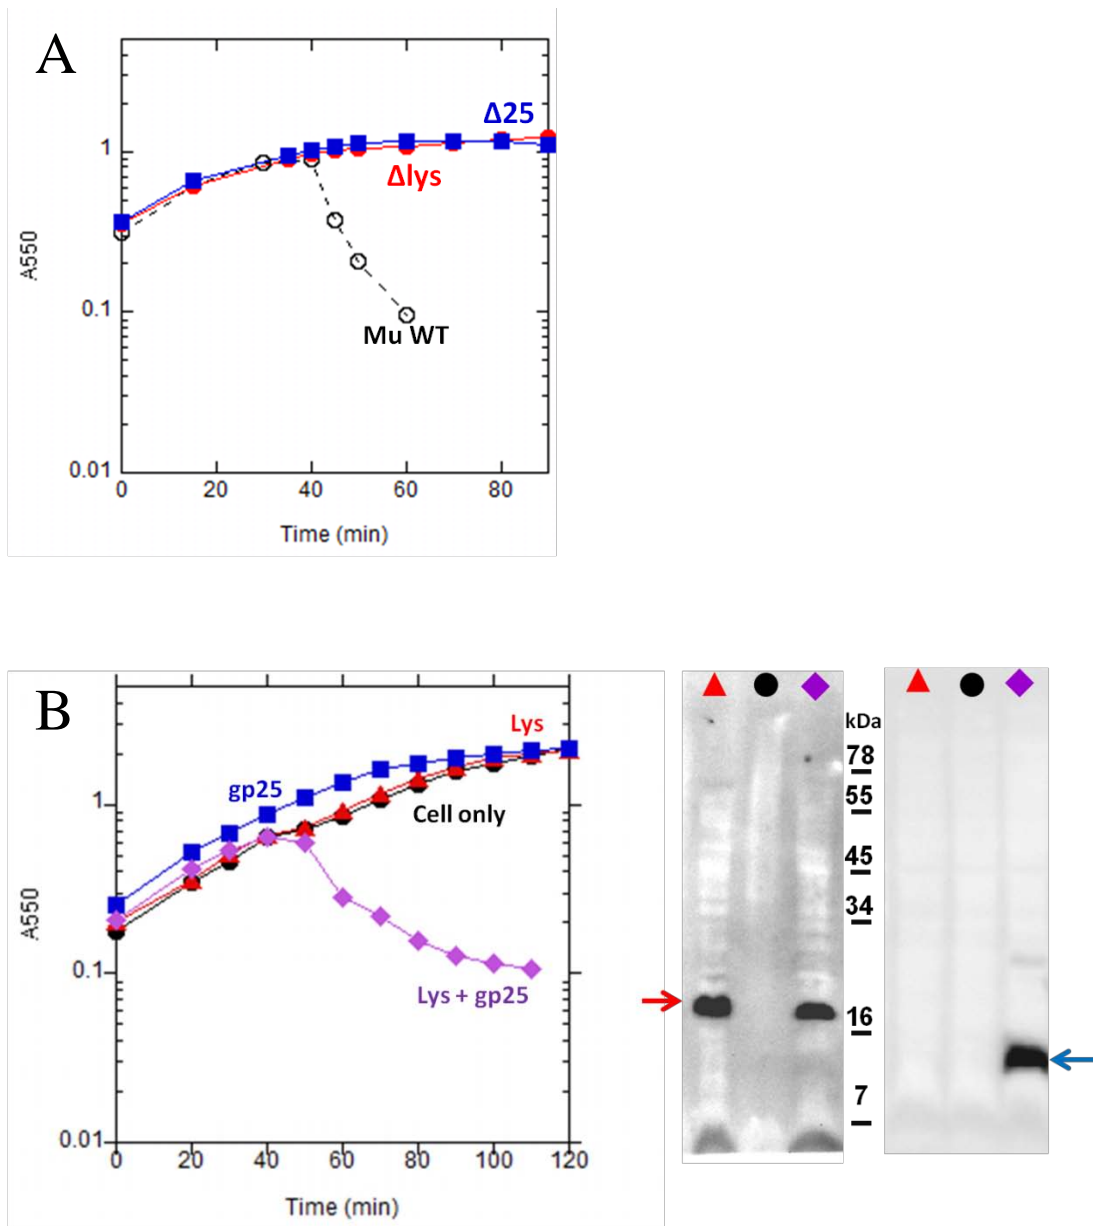 A
Δ25
1
Δlys
A550
0.1
Mu WT
0.01
0 20 40 60 80
Time (min)
B
Lys
kDa
78
gp25
55
1
Cell only
45
A550
34
0.1
Lys + gp25
16
7
0.01
0 20 40 60 80 100 120
Time (min)